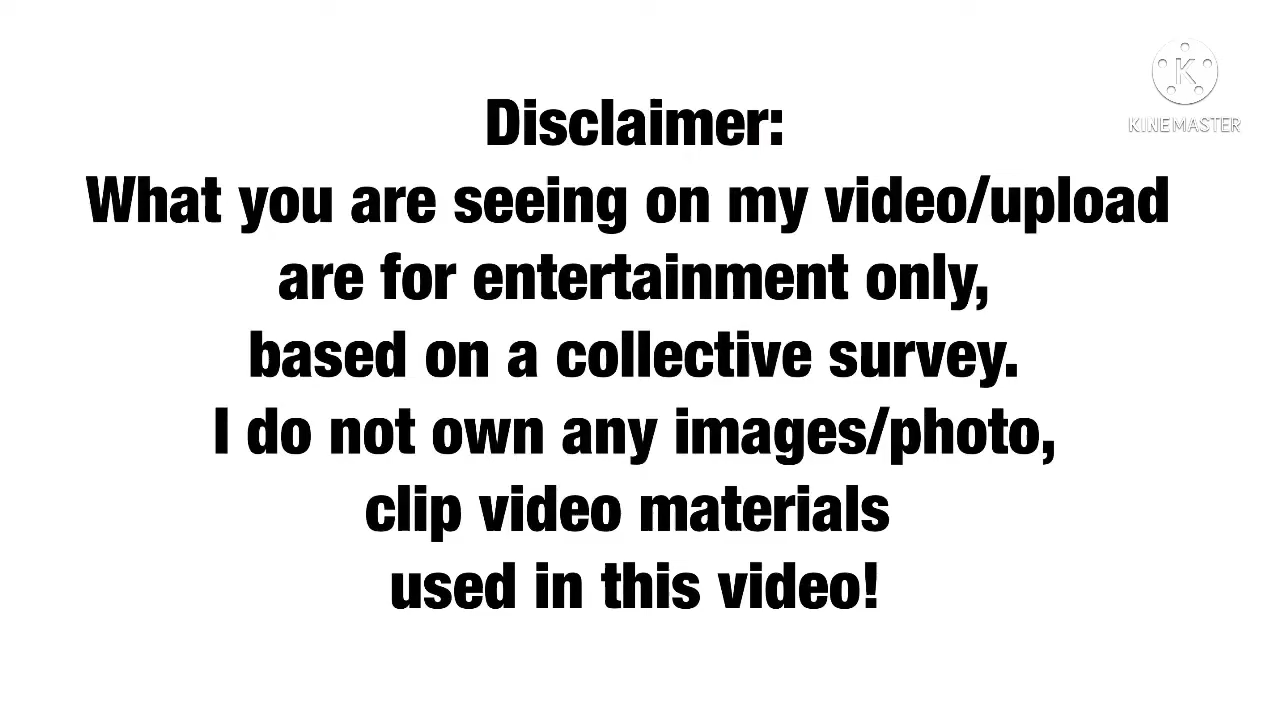 K
KINEMASTER
Disclaimer:
What you are seeing on my video/upload
are for entertainment only,
based on a collective survey.
I do not own any images/photo,
clip video materials
used in this video!